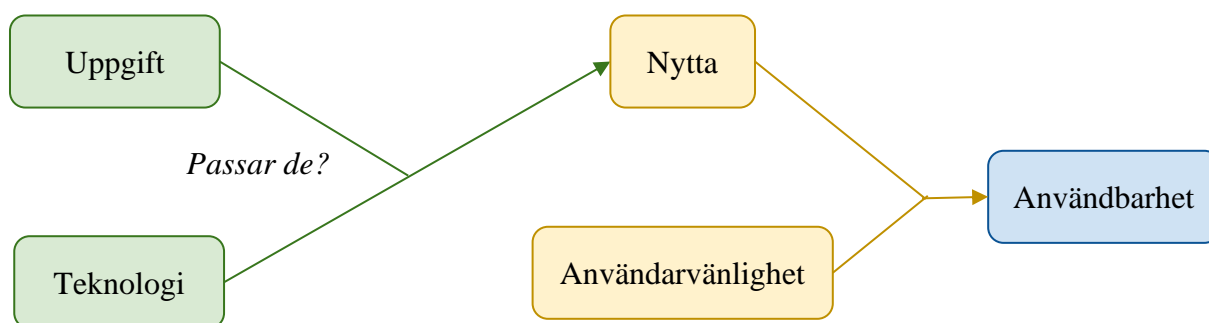 Uppgift
Nytta
Passar de?
Användbarhet
Teknologi
Användarvänlighet